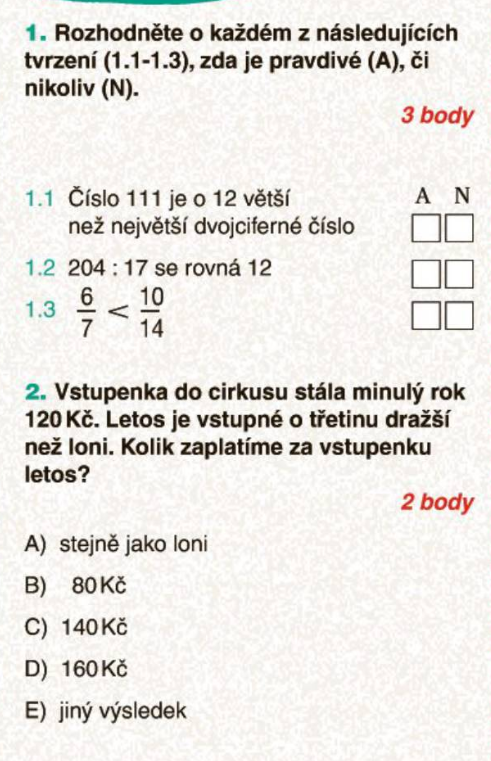 1. Rozhodněte o každém z následujících
tvrzení (1.1-1.3), zda je pravdivé (A), či
nikoliv (N).
3 body
A N
1.1 Číslo 111 je o 12 větší
než největší dvojciferné číslo
1.2 204 : 17 se rovná 12
1.3 6/7 < 10/14
2. Vstupenka do cirkusu stála minulý rok
120 Kč. Letos je vstupné o třetinu dražší
než loni. Kolik zaplatíme za vstupenku
letos?
2 body
A) stejně jako loni
B) 80 Kč
C) 140 Kč
D) 160 Kč
E) jiný výsledek